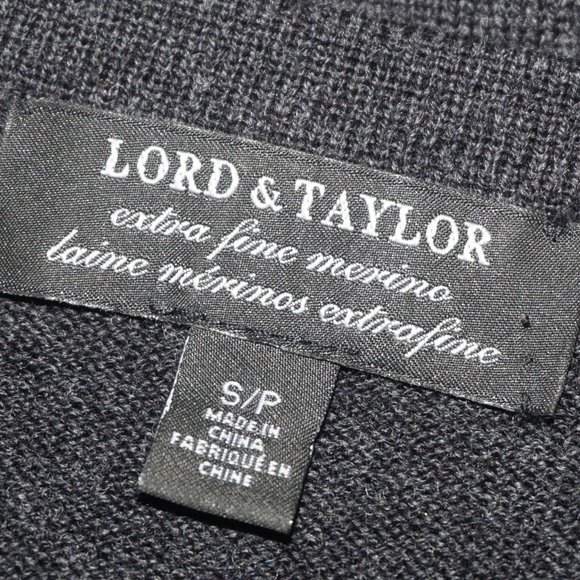 LORD & TAYLOR
extra fine merino
laine mérinos extrafine
S/P
MADE IN
CHINA
FABRIQUÉ EN
CHINE